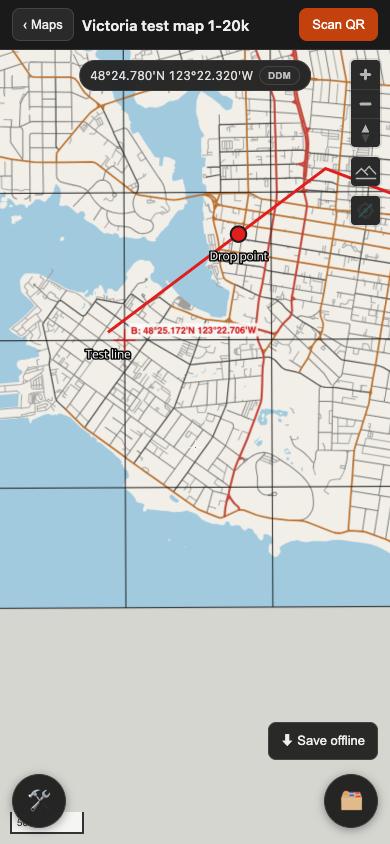 ‹ Maps
Victoria test map 1-20k
Scan QR
48°24.780'N 123°22.320'W DDM
Drop point
B: 48°25.172'N 123°22.706'W
Test line
Save offline